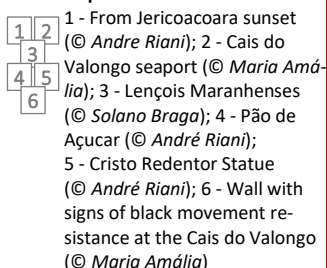 1 2
3
4 5
6
1 - From Jericoacoara sunset
(© Andre Riani); 2 - Cais do
Valongo seaport (© Maria Amá-
lia); 3 - Lençois Maranhenses
(© Solano Braga); 4 - Pão de
Açucar (© André Riani);
5 - Cristo Redentor Statue
(© André Riani); 6 - Wall with
signs of black movement re-
sistance at the Cais do Valongo
(© Maria Amália)